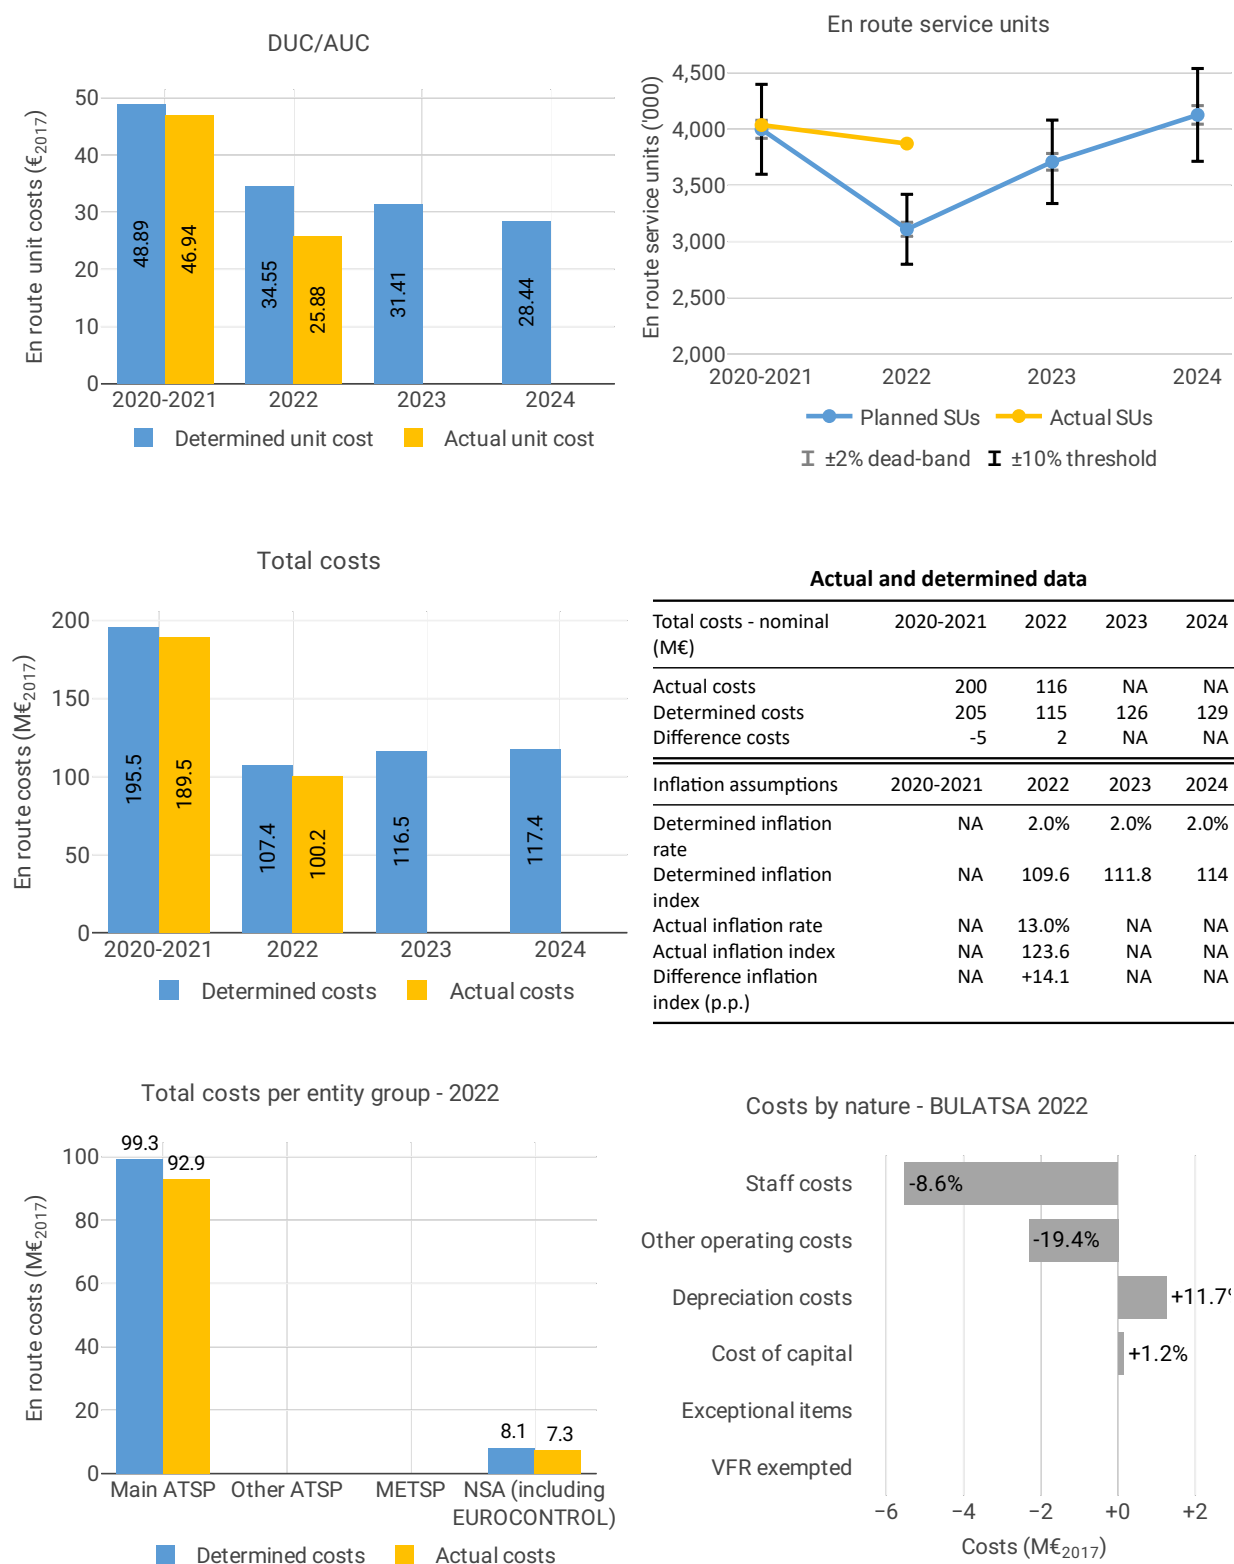 DUC/AUC
En route unit costs (€2017)
50
40
30
20
10
0
48.89
46.94
34.55
25.88
31.41
28.44
2020-2021
2022
2023
2024
Determined unit cost
Actual unit cost
En route service units
En route service units ('000)
4,500
4,000
3,500
3,000
2,500
2,000
2020-2021
2022
2023
2024
Planned SUs
Actual SUs
±2% dead-band
±10% threshold
Total costs
En route costs (M€2017)
200
150
100
50
0
195.5
189.5
107.4
100.2
116.5
117.4
2020-2021
2022
2023
2024
Determined costs
Actual costs
Actual and determined data
Total costs - nominal 2020-2021 2022 2023 2024
(M€)
Actual costs 200 116 NA NA
Determined costs 205 115 126 129
Difference costs -5 2 NA NA
Inflation assumptions 2020-2021 2022 2023 2024
Determined inflation NA 2.0% 2.0% 2.0%
rate
Determined inflation NA 109.6 111.8 114
index
Actual inflation rate NA 13.0% NA NA
Actual inflation index NA 123.6 NA NA
Difference inflation NA +14.1 NA NA
index (p.p.)
Total costs per entity group - 2022
En route costs (M€2017)
100
80
60
40
20
0
99.3
92.9
8.1
7.3
Main ATSP
Other ATSP
METSP
NSA (including
EUROCONTROL)
Determined costs
Actual costs
Costs by nature - BULATSA 2022
Staff costs
-8.6%
Other operating costs
-19.4%
Depreciation costs
+11.7%
Cost of capital
+1.2%
Exceptional items
VFR exempted
−6
−4
−2
+0
+2
Costs (M€2017)